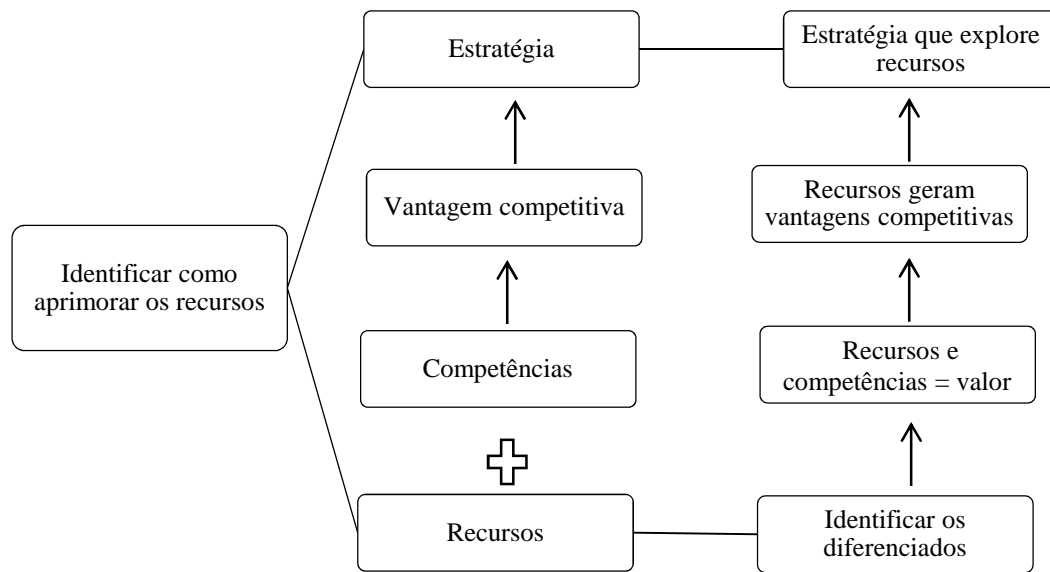 Estratégia
Estratégia que explore
recursos
Vantagem competitiva
Recursos geram
vantagens competitivas
Identificar como
aprimorar os recursos
Competências
Recursos e
competências = valor
Recursos
Identificar os
diferenciados